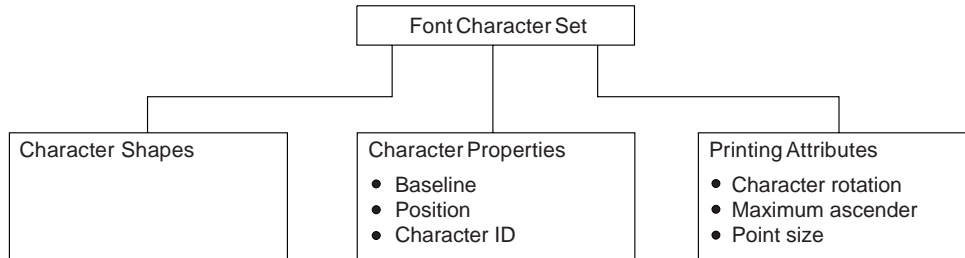 Font Character Set
Character Shapes
Character Properties
• Baseline
• Position
• Character ID
Printing Attributes
• Character rotation
• Maximum ascender
• Point size